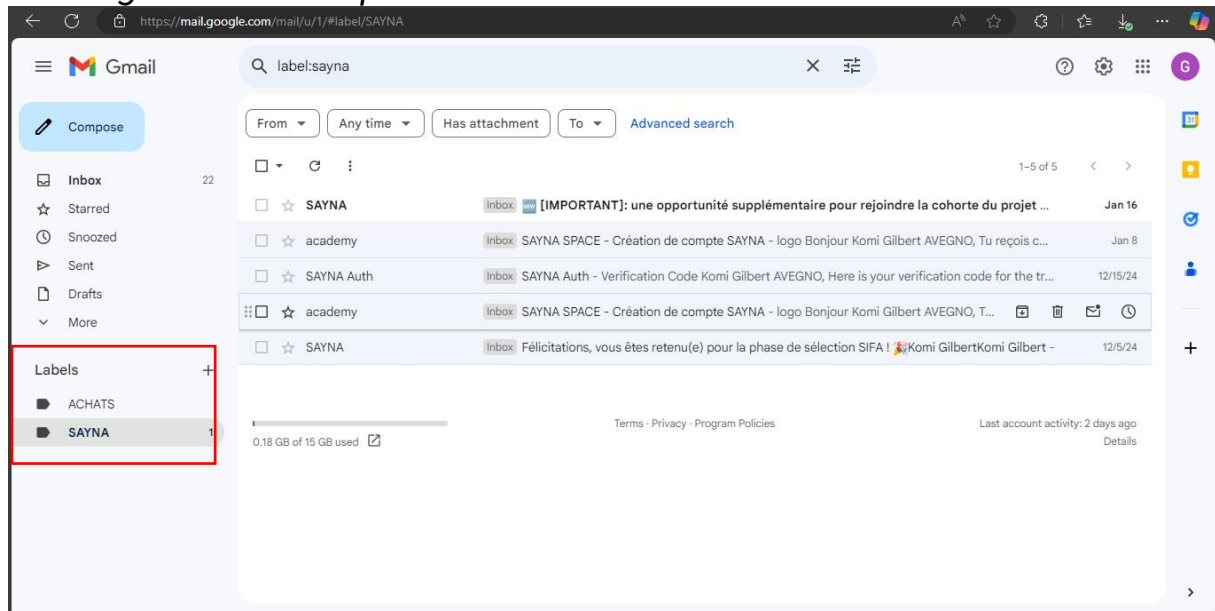 https://mail.google.com/mail/u/1/#label/SAYNA
Gmail
label:sayna
G
Compose
From Any time Has attachment To Advanced search
31
1–5 of 5
Inbox 22
Starred
Snoozed
Sent
Drafts
More
SAYNA Inbox 🆕 [IMPORTANT]: une opportunité supplémentaire pour rejoindre la cohorte du projet ... Jan 16
academy Inbox SAYNA SPACE - Création de compte SAYNA - logo Bonjour Komi Gilbert AVEGNO, Tu reçois c... Jan 8
SAYNA Auth Inbox SAYNA Auth - Verification Code Komi Gilbert AVEGNO, Here is your verification code for the tr... 12/15/24
academy Inbox SAYNA SPACE - Création de compte SAYNA - logo Bonjour Komi Gilbert AVEGNO, T...
SAYNA Inbox Félicitations, vous êtes retenu(e) pour la phase de sélection SIFA ! 🎉Komi GilbertKomi Gilbert - 12/5/24
Labels
ACHATS
SAYNA 1
0.18 GB of 15 GB used
Terms · Privacy · Program Policies
Last account activity: 2 days ago
Details